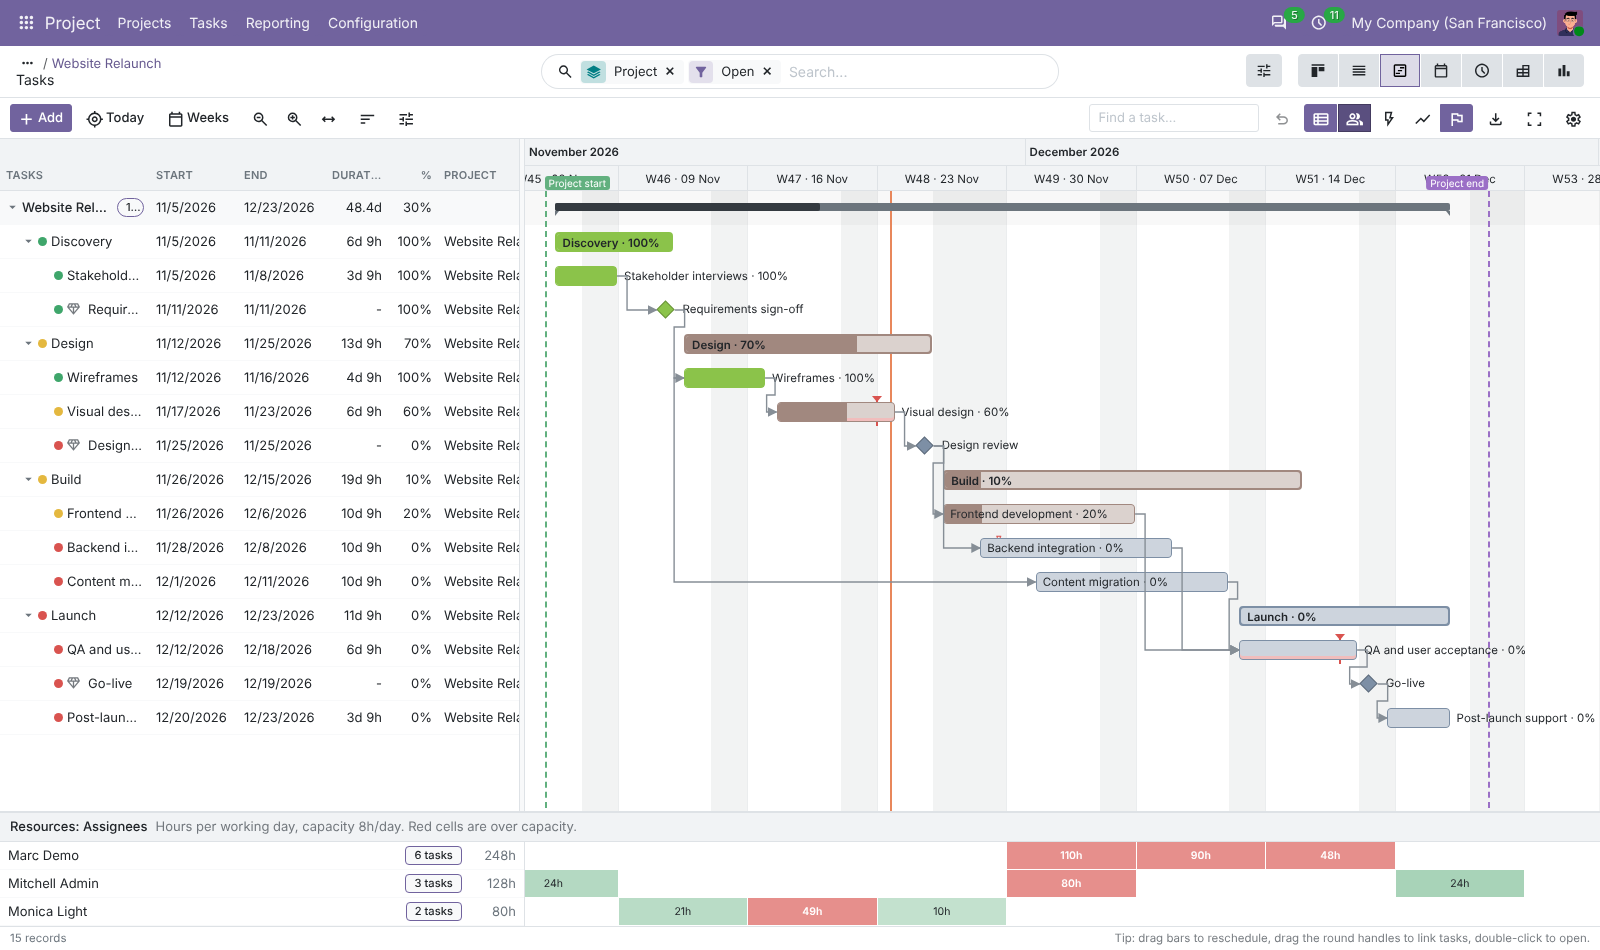 Project Projects Tasks Reporting Configuration 5 11 My Company (San Francisco)
... / Website Relaunch
Tasks
Project × Open × Search...
+ Add Today Weeks Find a task...
November 2026 December 2026
TASKS START END DURAT... % PROJECT
W46 · 09 Nov W47 · 16 Nov W48 · 23 Nov W49 · 30 Nov W50 · 07 Dec W51 · 14 Dec W53 · 28
Project start Project end
Website Rel... 1... 11/5/2026 12/23/2026 48.4d 30%
Discovery 11/5/2026 11/11/2026 6d 9h 100% Website Rela Discovery · 100%
Stakehold... 11/5/2026 11/8/2026 3d 9h 100% Website Rela Stakeholder interviews · 100%
Requir... 11/11/2026 11/11/2026 - 100% Website Rela Requirements sign-off
Design 11/12/2026 11/25/2026 13d 9h 70% Website Rela Design · 70%
Wireframes 11/12/2026 11/16/2026 4d 9h 100% Website Rela Wireframes · 100%
Visual des... 11/17/2026 11/23/2026 6d 9h 60% Website Rela Visual design · 60%
Design... 11/25/2026 11/25/2026 - 0% Website Rela Design review
Build 11/26/2026 12/15/2026 19d 9h 10% Website Rela Build · 10%
Frontend ... 11/26/2026 12/6/2026 10d 9h 20% Website Rela Frontend development · 20%
Backend i... 11/28/2026 12/8/2026 10d 9h 0% Website Rela Backend integration · 0%
Content m... 12/1/2026 12/11/2026 10d 9h 0% Website Rela Content migration · 0%
Launch 12/12/2026 12/23/2026 11d 9h 0% Website Rela Launch · 0%
QA and us... 12/12/2026 12/18/2026 6d 9h 0% Website Rela QA and user acceptance · 0%
Go-live 12/19/2026 12/19/2026 - 0% Website Rela Go-live
Post-laun... 12/20/2026 12/23/2026 3d 9h 0% Website Rela Post-launch support · 0%
Resources: Assignees Hours per working day, capacity 8h/day. Red cells are over capacity.
Marc Demo 6 tasks 248h 110h 90h 48h
Mitchell Admin 3 tasks 128h 24h 80h 24h
Monica Light 2 tasks 80h 21h 49h 10h
15 records Tip: drag bars to reschedule, drag the round handles to link tasks, double-click to open.